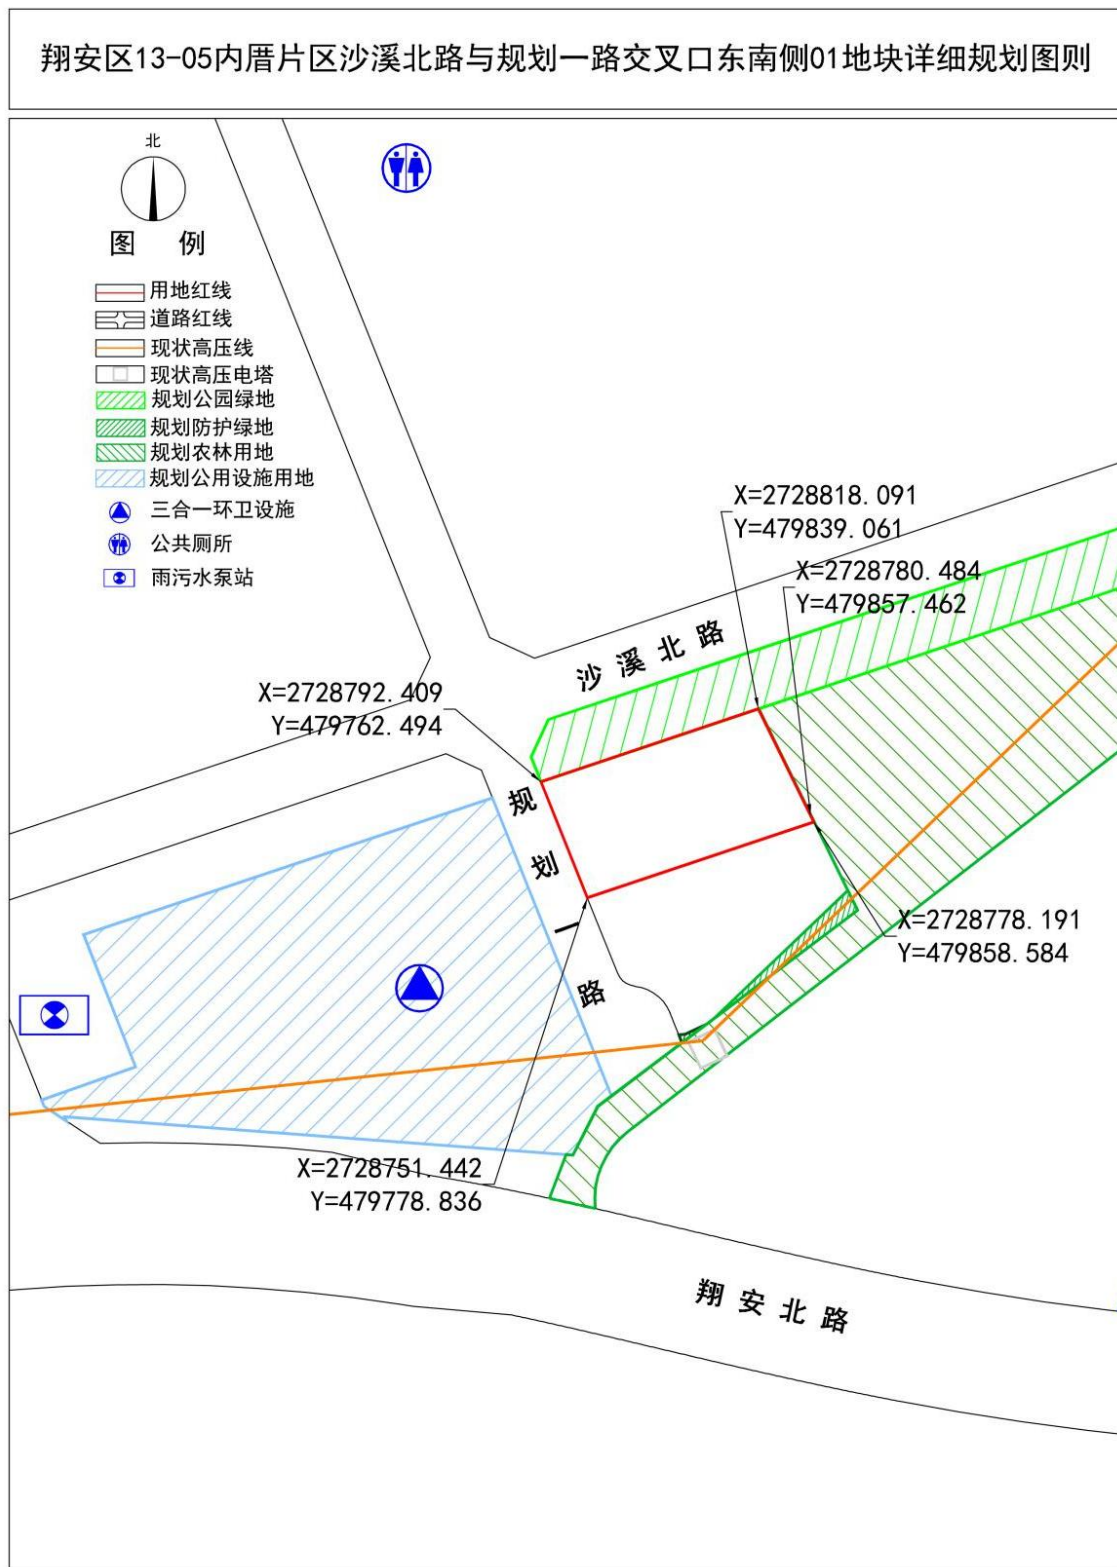 翔安区13-05内厝片区沙溪北路与规划一路交叉口东南侧01地块详细规划图则
北
图 例
用地红线
道路红线
现状高压线
现状高压电塔
规划公园绿地
规划防护绿地
规划农林用地
规划公用设施用地
三合一环卫设施
公共厕所
雨污水泵站
X=2728818.091
Y=479839.061
X=2728780.484
Y=479857.462
沙溪北路
X=2728792.409
Y=479762.494
规划一路
X=2728778.191
Y=479858.584
X=2728751.442
Y=479778.836
翔安北路